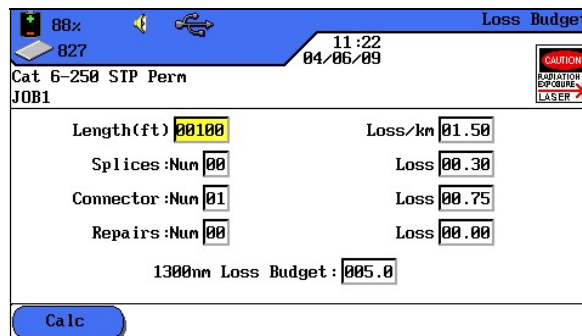 88%
Loss Budget
827
11:22
04/06/09
Cat 6-250 STP Perm
JOB1
CAUTION
RADIATION
EXPOSURE
LASER
Length(ft) 00100 Loss/km 01.50
Splices:Num 00 Loss 00.30
Connector:Num 01 Loss 00.75
Repairs:Num 00 Loss 00.00
1300nm Loss Budget: 005.0
Calc